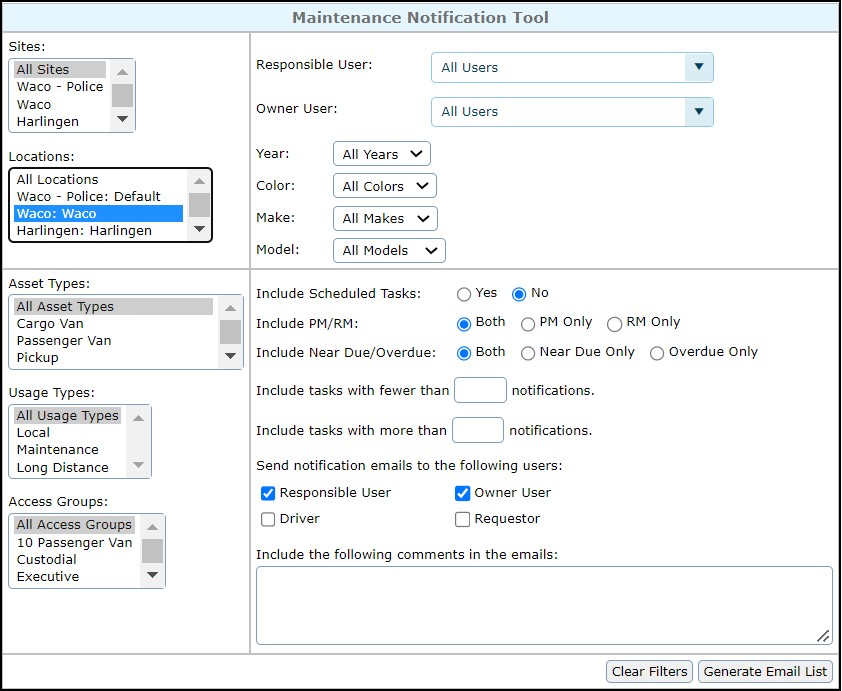 Maintenance Notification Tool
Sites:
All Sites
Waco - Police
Waco
Harlingen
Locations:
All Locations
Waco - Police: Default
Waco: Waco
Harlingen: Harlingen
Responsible User:
All Users
Owner User:
All Users
Year:
All Years
Color:
All Colors
Make:
All Makes
Model:
All Models
Asset Types:
All Asset Types
Cargo Van
Passenger Van
Pickup
Usage Types:
All Usage Types
Local
Maintenance
Long Distance
Access Groups:
All Access Groups
10 Passenger Van
Custodial
Executive
Include Scheduled Tasks: Yes No
Include PM/RM: Both PM Only RM Only
Include Near Due/Overdue: Both Near Due Only Overdue Only
Include tasks with fewer than notifications.
Include tasks with more than notifications.
Send notification emails to the following users:
Responsible User Owner User
Driver Requestor
Include the following comments in the emails:
Clear Filters Generate Email List